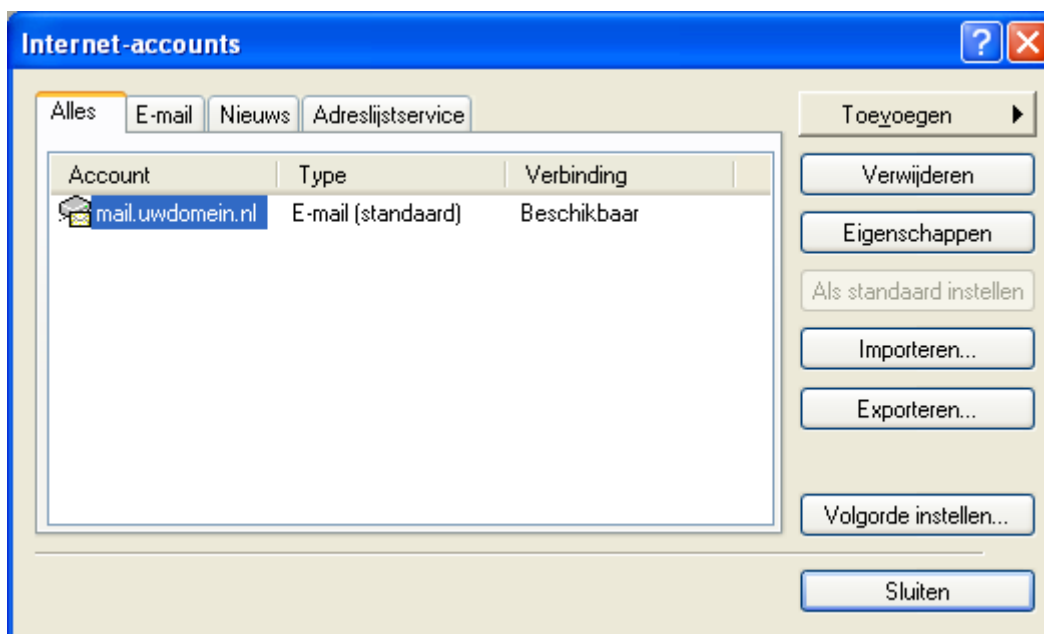 Internet-accounts
Alles E-mail Nieuws Adreslijstservice
Account Type Verbinding
mail.uwdomein.nl E-mail (standaard) Beschikbaar
Toevoegen
Verwijderen
Eigenschappen
Als standaard instellen
Importeren...
Exporteren...
Volgorde instellen...
Sluiten